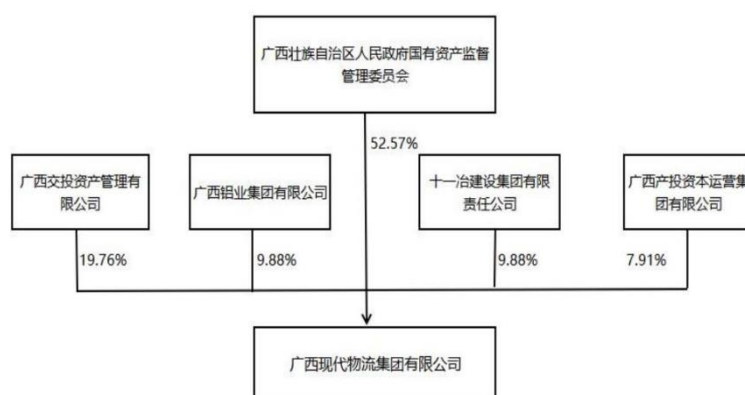 广西壮族自治区人民政府国有资产监督
管理委员会
52.57%
广西交投资产管理有
限公司
广西铝业集团有限公司
十一冶建设集团有限
责任公司
广西产投资本运营集
团有限公司
19.76%
9.88%
9.88%
7.91%
广西现代物流集团有限公司